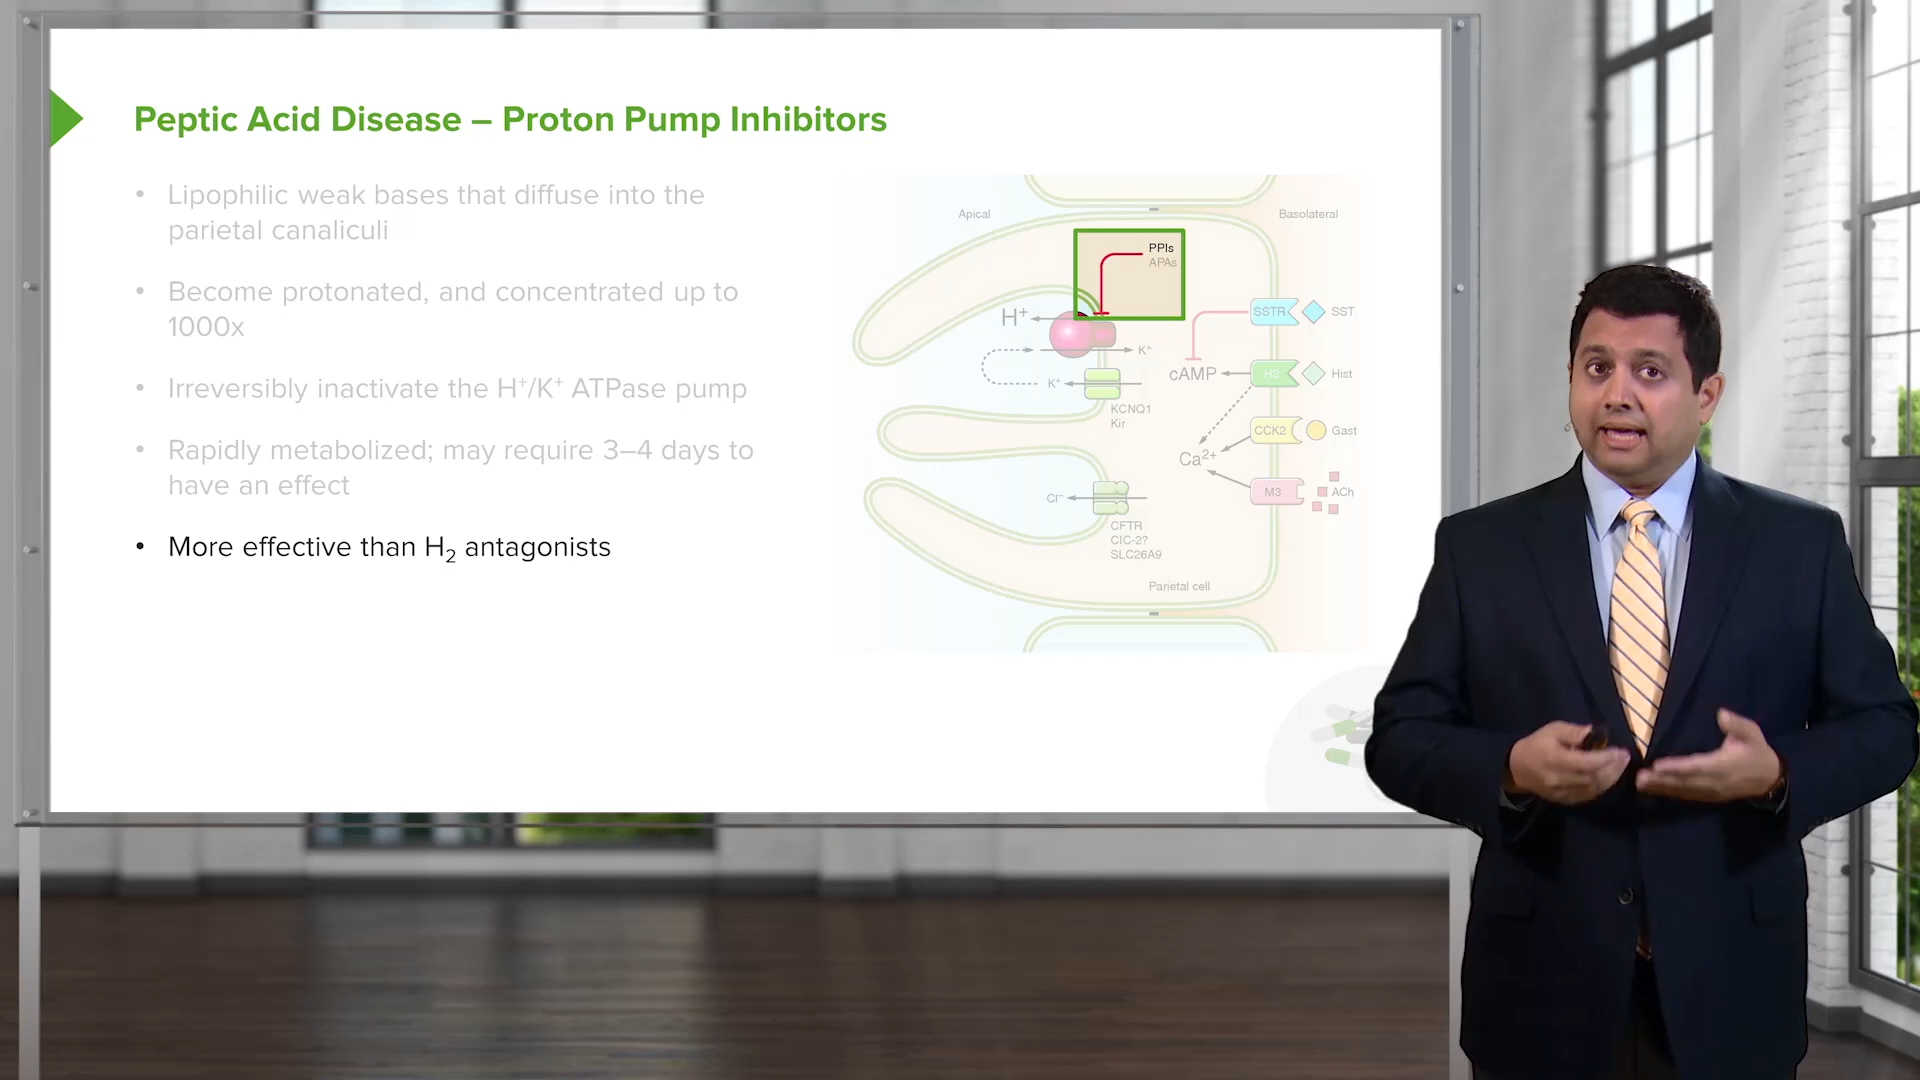 Peptic Acid Disease – Proton Pump Inhibitors
• Lipophilic weak bases that diffuse into the
parietal canaliculi
• Become protonated, and concentrated up to
1000x
• Irreversibly inactivate the H⁺/K⁺ ATPase pump
• Rapidly metabolized; may require 3–4 days to
have an effect
• More effective than H₂ antagonists
Apical
Basolateral
PPIs
APAs
H⁺
K⁺
K⁺
KCNQ1
Kir
SSTR
SST
cAMP
H2
Hist
CCK2
Gast
Ca²⁺
M3
ACh
Cl⁻
CFTR
ClC-2?
SLC26A9
Parietal cell